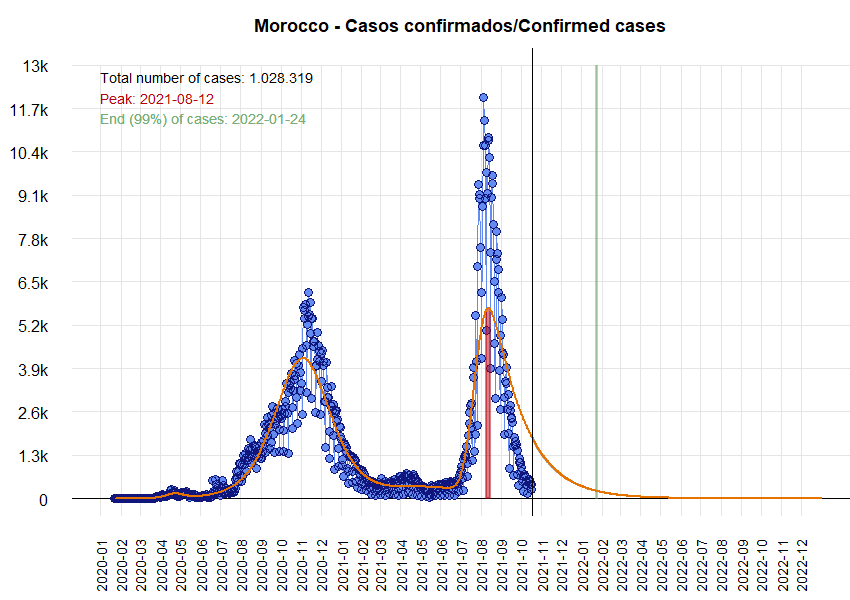 Morocco - Casos confirmados/Confirmed cases
13k
11.7k
10.4k
9.1k
7.8k
6.5k
5.2k
3.9k
2.6k
1.3k
0
Total number of cases: 1.028.319
Peak: 2021-08-12
End (99%) of cases: 2022-01-24
2020-01
2020-02
2020-03
2020-04
2020-05
2020-06
2020-07
2020-08
2020-09
2020-10
2020-11
2020-12
2021-01
2021-02
2021-03
2021-04
2021-05
2021-06
2021-07
2021-08
2021-09
2021-10
2021-11
2021-12
2022-01
2022-02
2022-03
2022-04
2022-05
2022-06
2022-07
2022-08
2022-09
2022-10
2022-11
2022-12